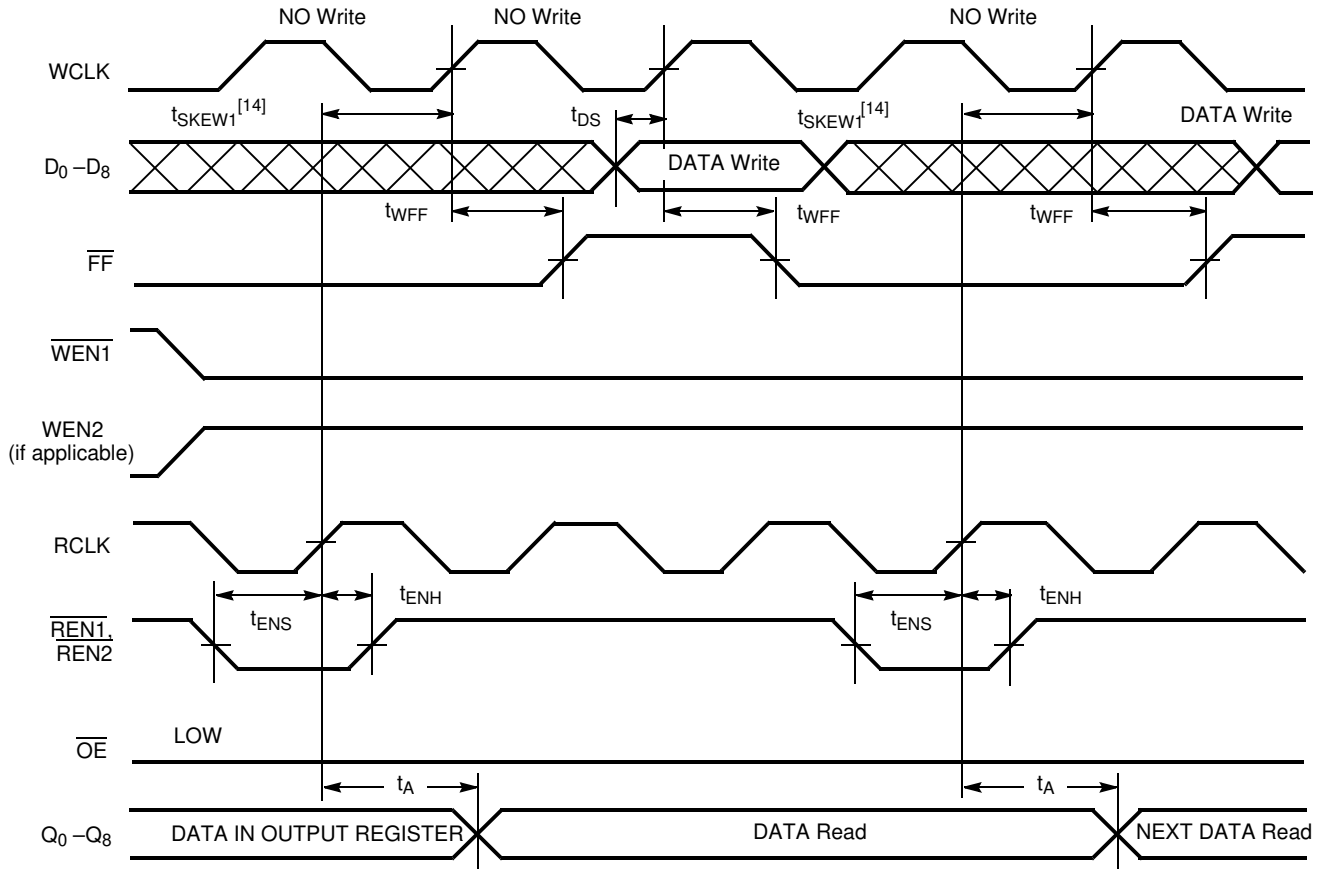 NO Write NO Write NO Write
WCLK
tSKEW1[14] tDS tSKEW1[14] DATA Write
D0 –D8 DATA Write
tWFF tWFF tWFF
FF
WEN1
WEN2
(if applicable)
RCLK
tENS tENH tENS tENH
REN1,
REN2
OE LOW
tA tA
Q0 –Q8 DATA IN OUTPUT REGISTER DATA Read NEXT DATA Read